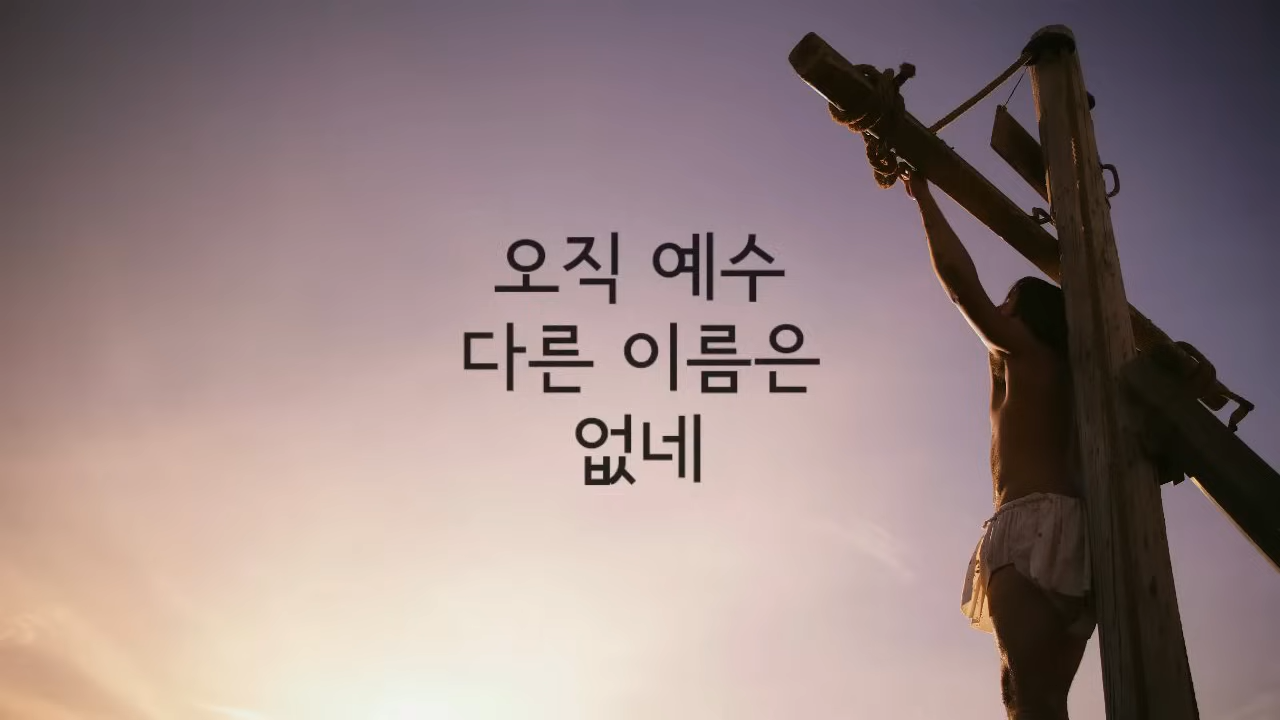 오직 예수
다른 이름은
없네